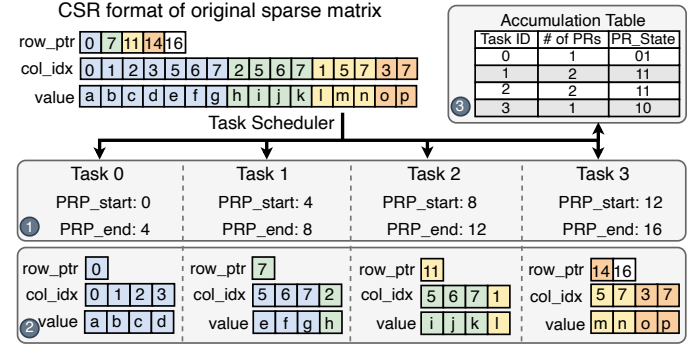 CSR format of original sparse matrix
row_ptr 0 7 11 14 16
col_idx 0 1 2 3 5 6 7 2 5 6 7 1 5 7 3 7
value a b c d e f g h i j k l m n o p
Task Scheduler
Accumulation Table
Task ID # of PRs PR_State
0 1 01
1 2 11
2 2 11
3 1 10
3
Task 0
PRP_start: 0
PRP_end: 4
Task 1
PRP_start: 4
PRP_end: 8
Task 2
PRP_start: 8
PRP_end: 12
Task 3
PRP_start: 12
PRP_end: 16
1
row_ptr 0
col_idx 0 1 2 3
value a b c d
row_ptr 7
col_idx 5 6 7 2
value e f g h
row_ptr 11
col_idx 5 6 7 1
value i j k l
row_ptr 14 16
col_idx 5 7 3 7
value m n o p
2